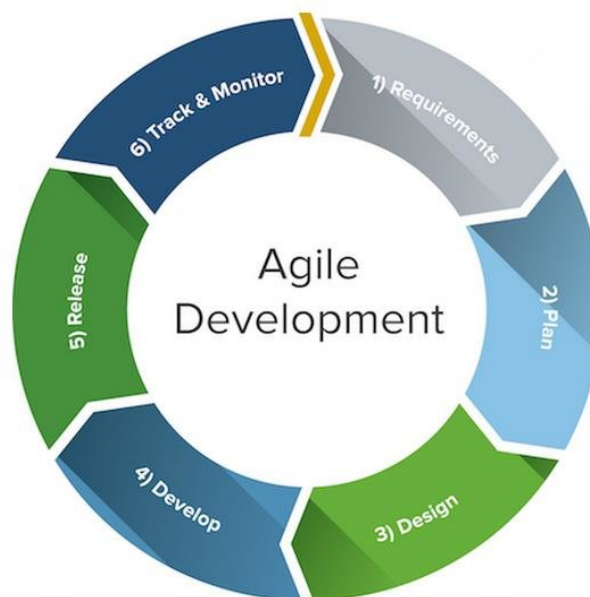 Agile
Development
1) Requirements
2) Plan
3) Design
4) Develop
5) Release
6) Track & Monitor